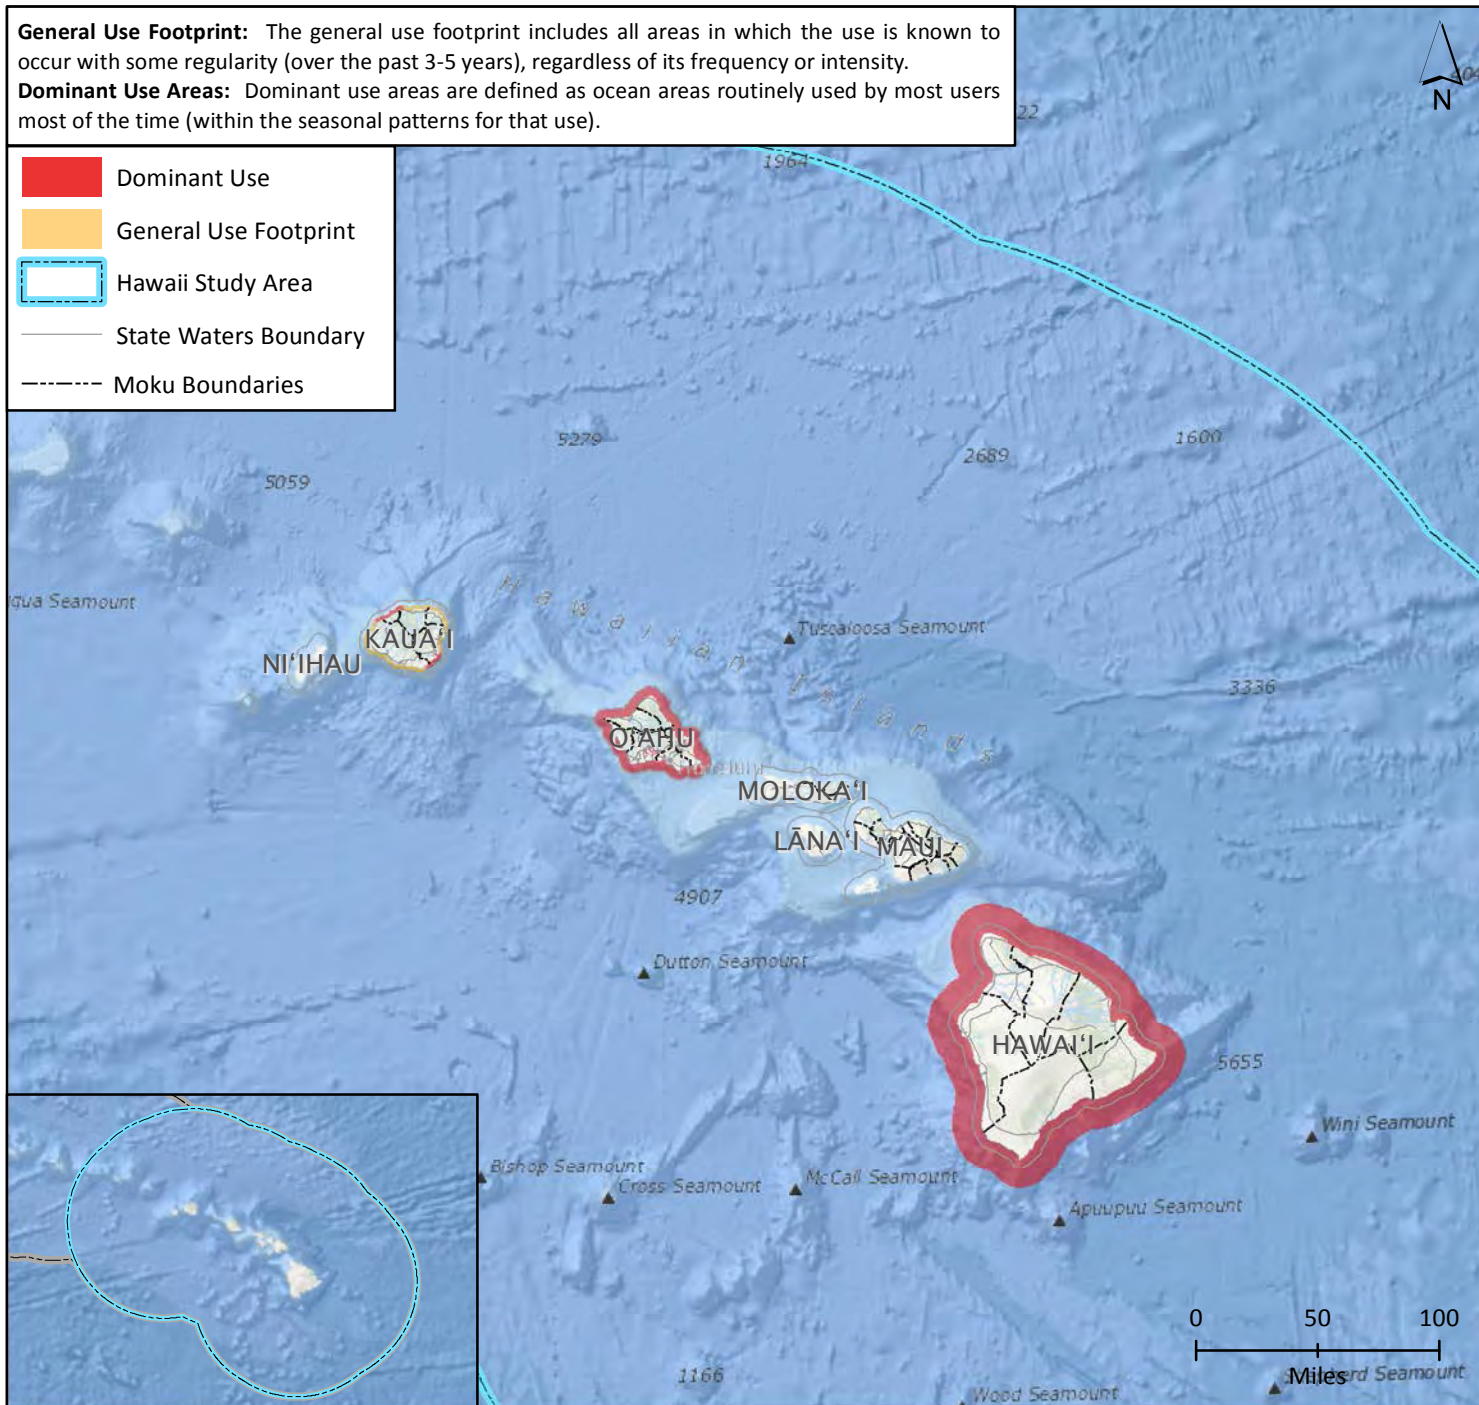 General Use Footprint: The general use footprint includes all areas in which the use is known to
occur with some regularity (over the past 3-5 years), regardless of its frequency or intensity.
Dominant Use Areas: Dominant use areas are defined as ocean areas routinely used by most users
most of the time (within the seasonal patterns for that use).
N
22
1964
Dominant Use
General Use Footprint
Hawaii Study Area
State Waters Boundary
Moku Boundaries
5279
1600
2689
5059
Hawaiian Islands
Seamount
Tuscaloosa Seamount
KAUAʻI
NIʻIHAU
3336
OʻAHU
MOLOKAʻI
LĀNAʻI
MAUI
4907
Dutton Seamount
HAWAIʻI
5655
Wini Seamount
Bishop Seamount
Cross Seamount
McCall Seamount
Apuupuu Seamount
0 50 100
Miles
Shepherd Seamount
1166
Wood Seamount